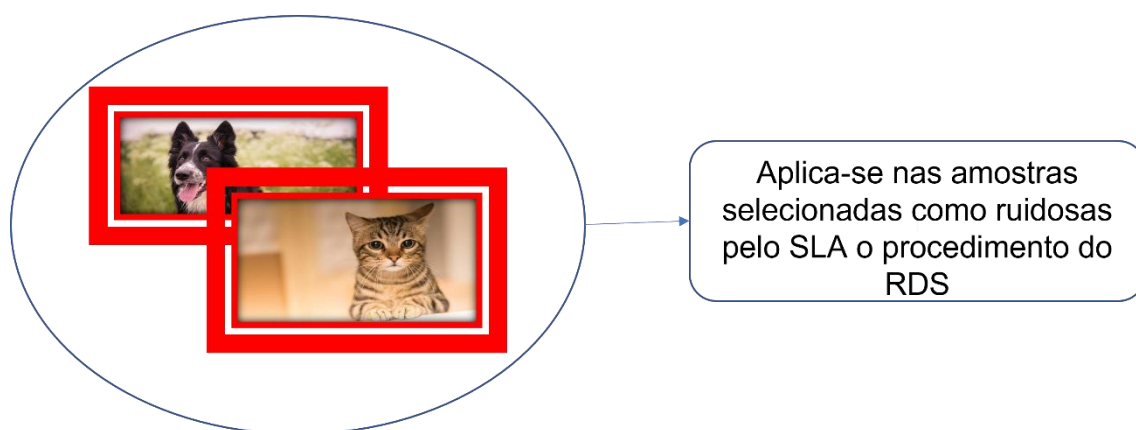 Aplica-se nas amostras
selecionadas como ruidosas
pelo SLA o procedimento do
RDS